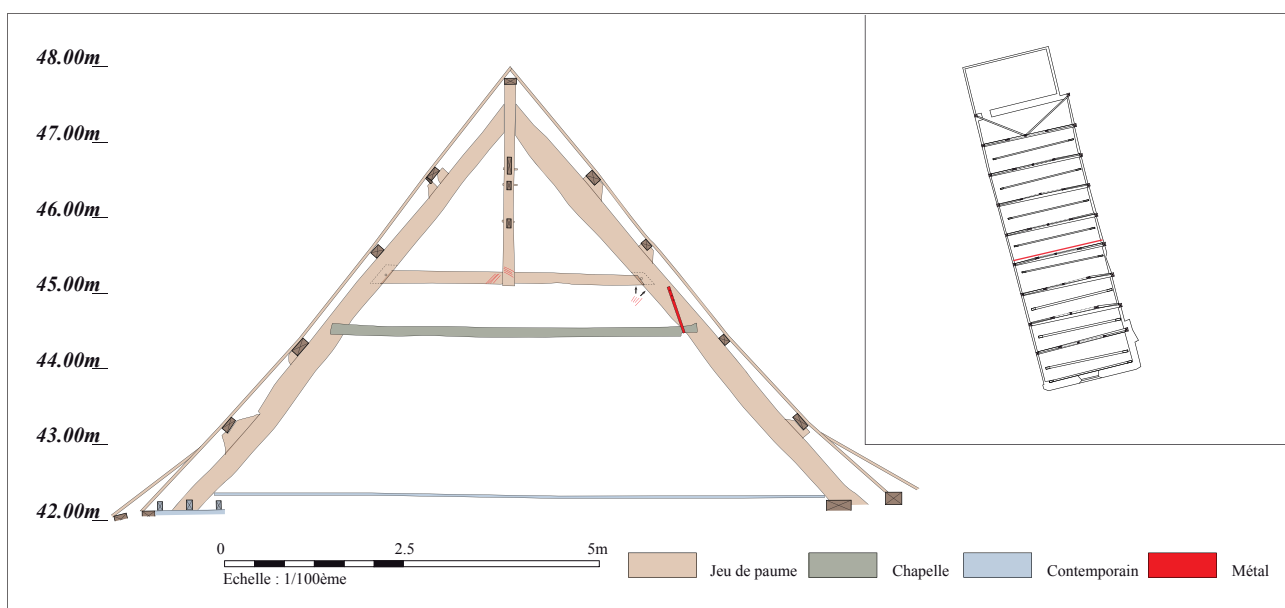 48.00m
47.00m
46.00m
45.00m
44.00m
43.00m
42.00m
0 2.5 5m
Echelle : 1/100ème
Jeu de paume Chapelle Contemporain Métal